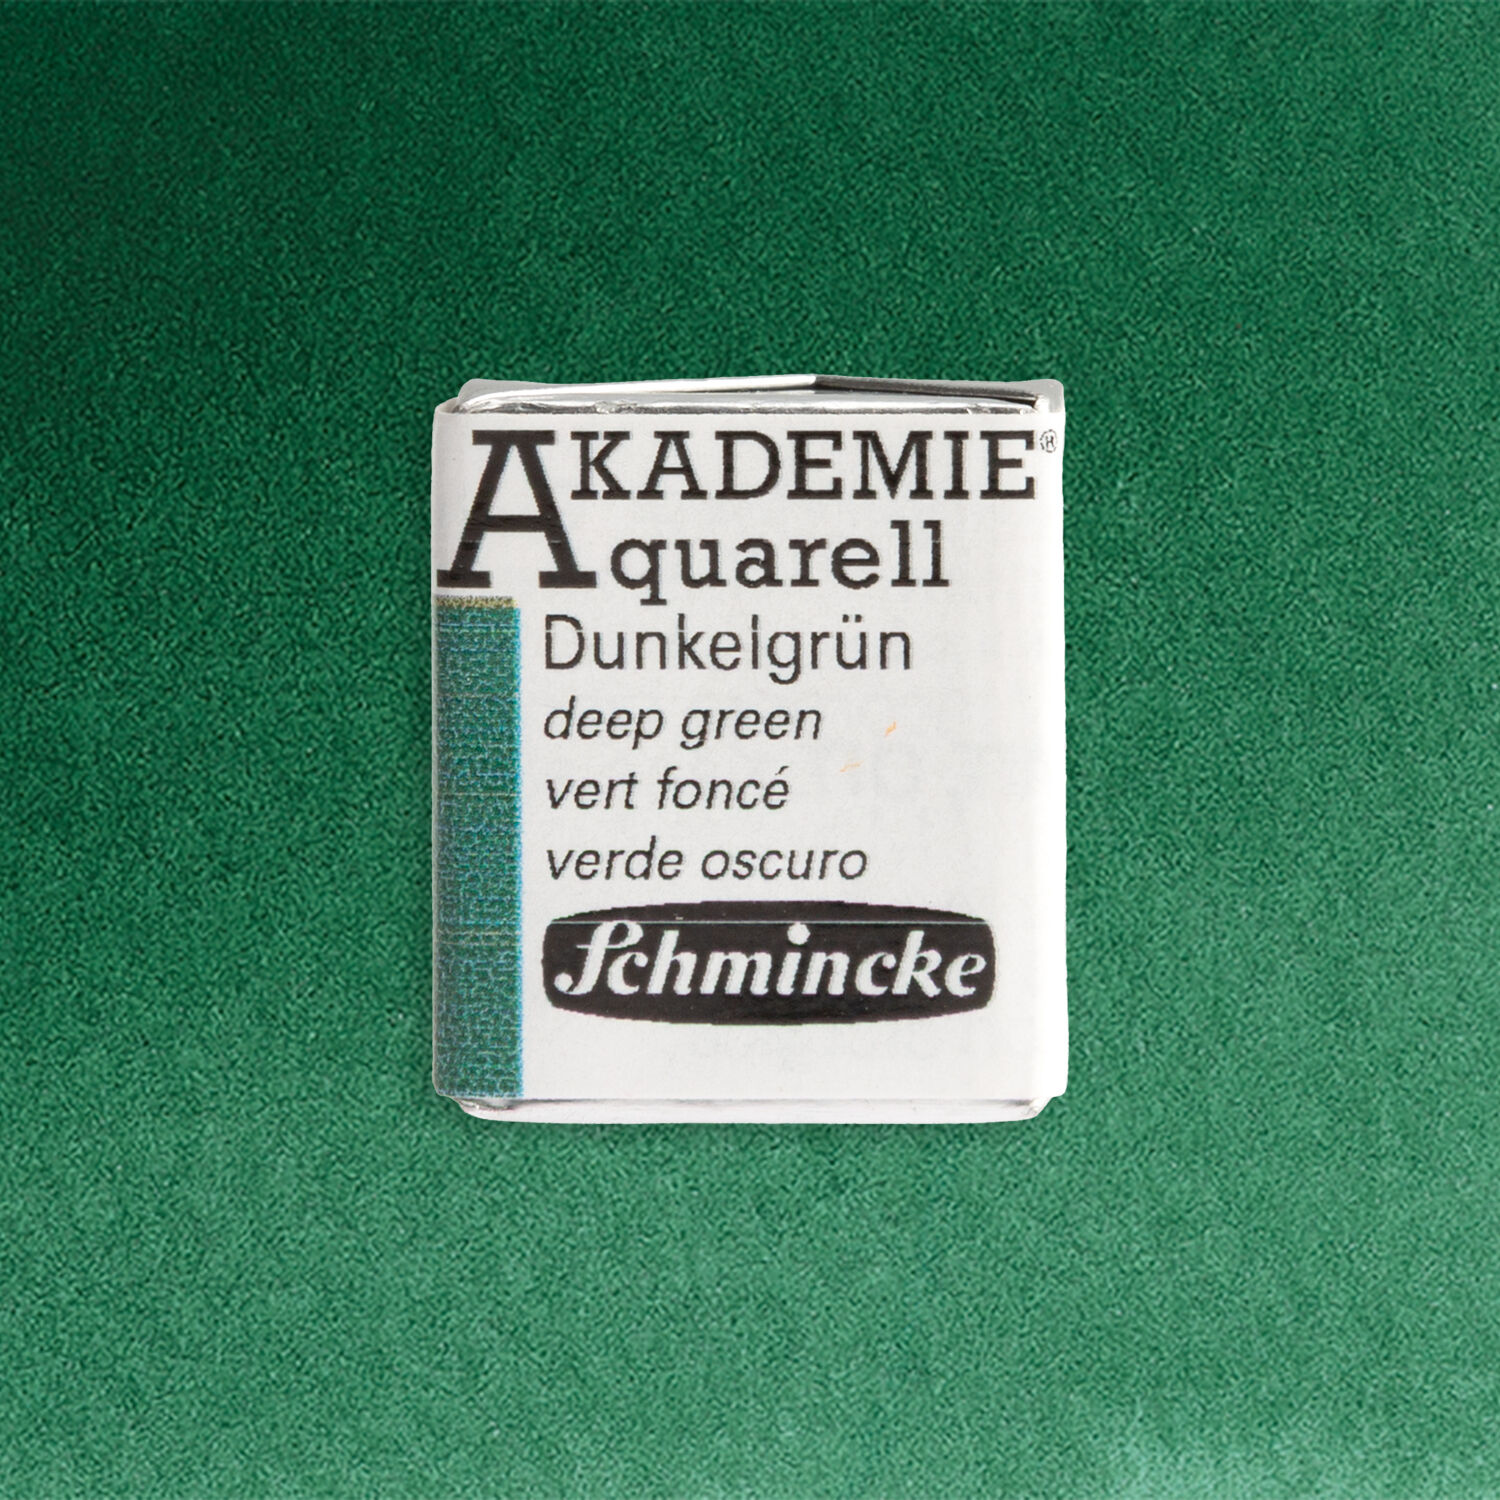 AKADEMIE®
Aquarell
Dunkelgrün
deep green
vert foncé
verde oscuro
Schmincke